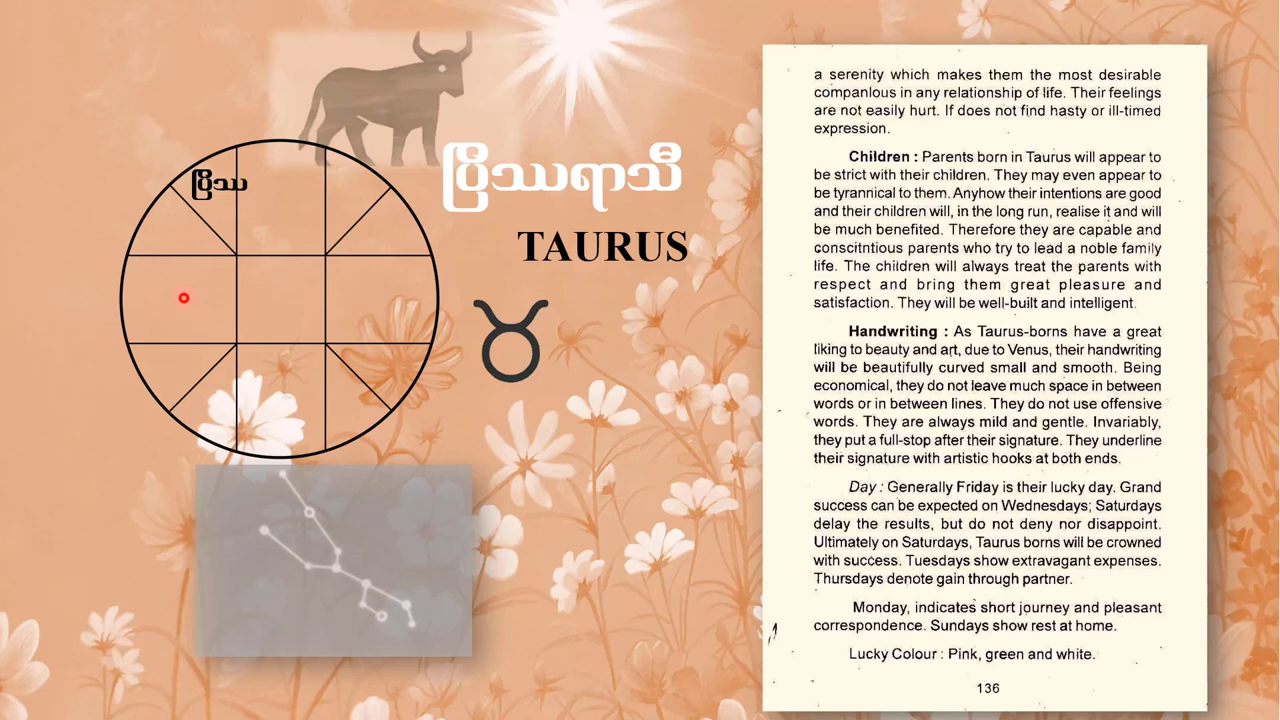 ပြိဿ
ပြိဿရာသီ
TAURUS
a serenity which makes them the most desirable
companlous in any relationship of life. Their feelings
are not easily hurt. If does not find hasty or ill-timed
expression.
Children : Parents born in Taurus will appear to
be strict with their children. They may even appear to
be tyrannical to them. Anyhow their intentions are good
and their children will, in the long run, realise it and will
be much benefited. Therefore they are capable and
conscitntious parents who try to lead a noble family
life. The children will always treat the parents with
respect and bring them great pleasure and
satisfaction. They will be well-built and intelligent.
Handwriting : As Taurus-borns have a great
liking to beauty and art, due to Venus, their handwriting
will be beautifully curved small and smooth. Being
economical, they do not leave much space in between
words or in between lines. They do not use offensive
words. They are always mild and gentle. Invariably,
they put a full-stop after their signature. They underline
their signature with artistic hooks at both ends.
Day : Generally Friday is their lucky day. Grand
success can be expected on Wednesdays; Saturdays
delay the results, but do not deny nor disappoint.
Ultimately on Saturdays, Taurus borns will be crowned
with success. Tuesdays show extravagant expenses.
Thursdays denote gain through partner.
Monday, indicates short journey and pleasant
correspondence. Sundays show rest at home.
Lucky Colour : Pink, green and white.
136